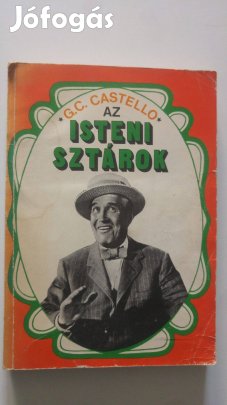 Jófogás
G.C. CASTELLO
AZ
ISTENI
SZTÁROK